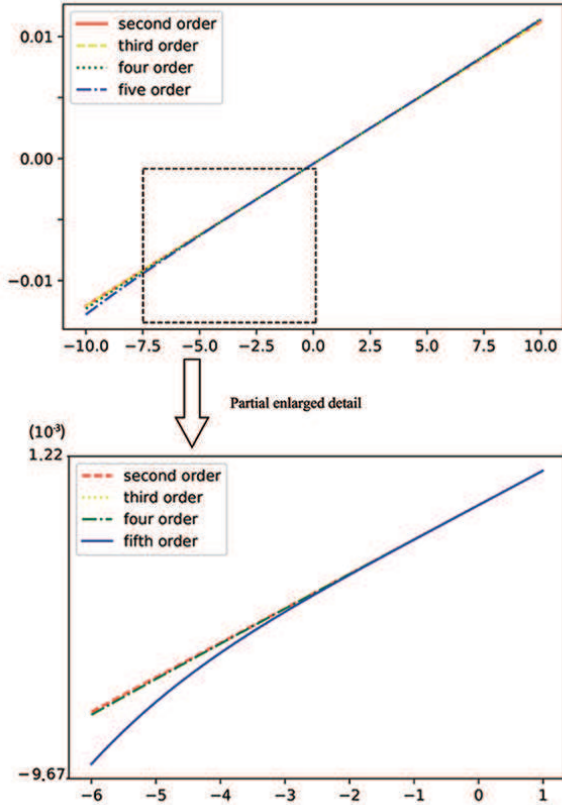 0.01
0.00
−0.01
second order
third order
four order
five order
−10.0 −7.5 −5.0 −2.5 0.0 2.5 5.0 7.5 10.0
Partial enlarged detail
(10⁻³)
1.22
second order
third order
four order
fifth order
−9.67
−6 −5 −4 −3 −2 −1 0 1